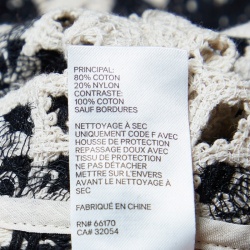 PRINCIPAL:
80% COTON
20% NYLON
CONTRASTE:
100% COTON
SAUF BORDURES
NETTOYAGE À SEC
UNIQUEMENT CODE F AVEC
HOUSSE DE PROTECTION
REPASSAGE DOUX AVEC
TISSU DE PROTECTION
NE PAS DÉTACHER
METTRE SUR L'ENVERS
AVANT NETTOYAGE À SEC
FABRIQUÉ EN CHINE
RN# 66170
CA# 32054